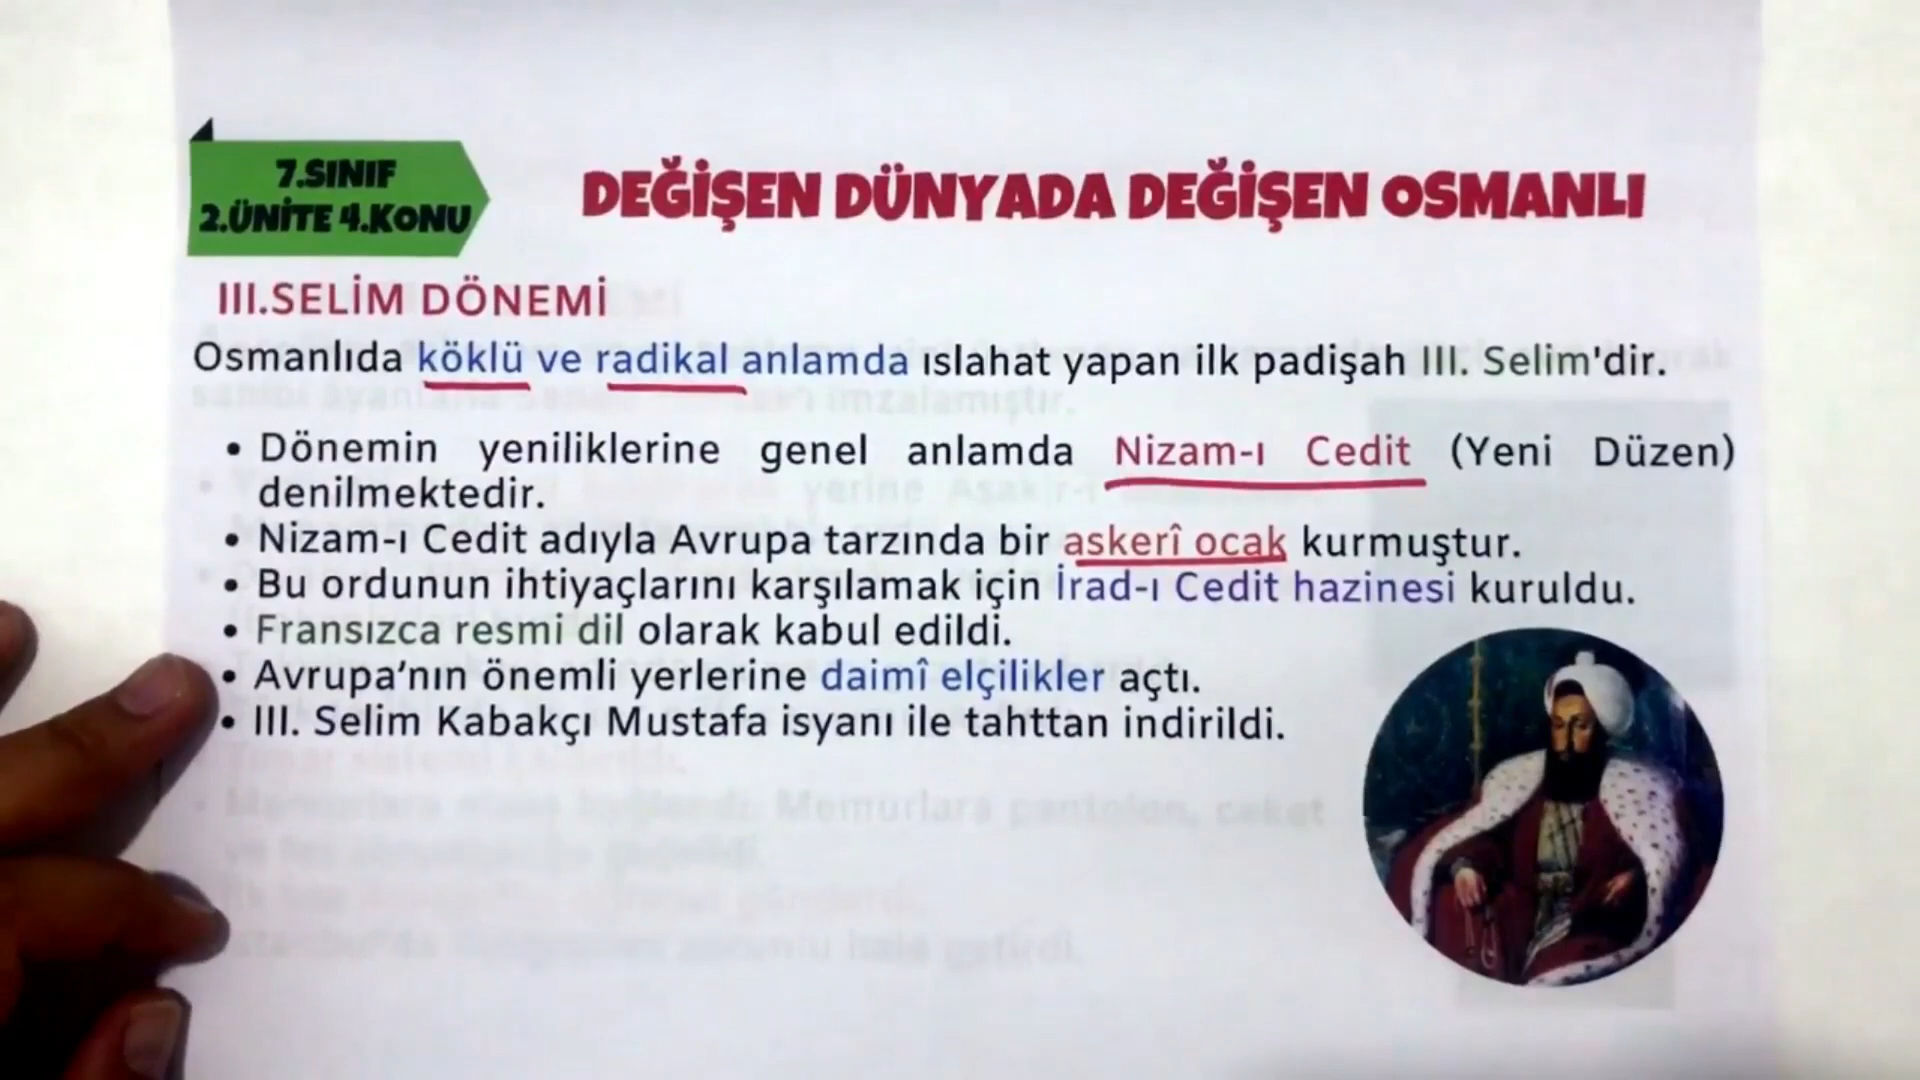 7.SINIF
2.ÜNİTE 4.KONU
DEĞİŞEN DÜNYADA DEĞİŞEN OSMANLI
III.SELİM DÖNEMİ
Osmanlıda köklü ve radikal anlamda ıslahat yapan ilk padişah III. Selim'dir.
• Dönemin yeniliklerine genel anlamda Nizam-ı Cedit (Yeni Düzen)
denilmektedir.
• Nizam-ı Cedit adıyla Avrupa tarzında bir askerî ocak kurmuştur.
• Bu ordunun ihtiyaçlarını karşılamak için İrad-ı Cedit hazinesi kuruldu.
• Fransızca resmi dil olarak kabul edildi.
• Avrupa’nın önemli yerlerine daimî elçilikler açtı.
• III. Selim Kabakçı Mustafa isyanı ile tahttan indirildi.